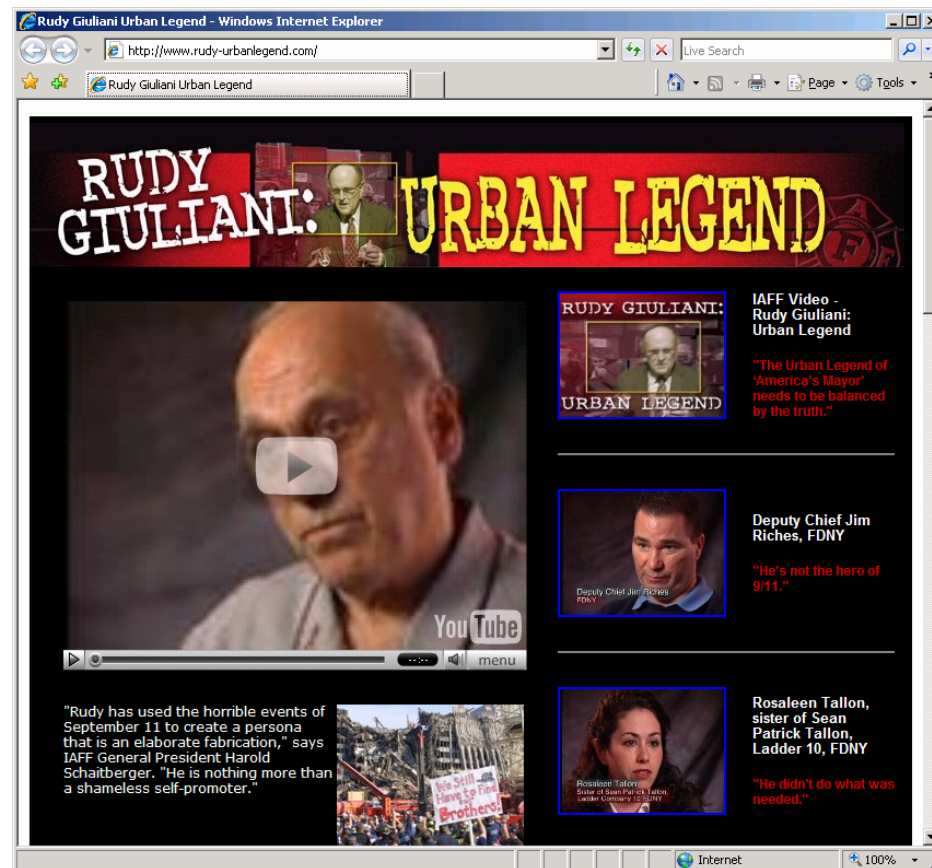 Rudy Giuliani Urban Legend - Windows Internet Explorer
http://www.rudy-urbanlegend.com/
Live Search
Rudy Giuliani Urban Legend
Page
Tools
RUDY
GIULIANI:
URBAN LEGEND
IAFF
RUDY GIULIANI:
URBAN LEGEND
IAFF Video -
Rudy Giuliani:
Urban Legend
"The Urban Legend of
'America's Mayor'
needs to be balanced
by the truth."
YouTube
--:--
menu
Deputy Chief Jim Riches
FDNY
Deputy Chief Jim
Riches, FDNY
"He's not the hero of
9/11."
"Rudy has used the horrible events of
September 11 to create a persona
that is an elaborate fabrication," says
IAFF General President Harold
Schaitberger. "He is nothing more than
a shameless self-promoter."
We Still
Have to Find
Our
Brothers!
Rosaleen Tallon
Sister of Sean Patrick Tallon,
Ladder Company 10, FDNY
Rosaleen Tallon,
sister of Sean
Patrick Tallon,
Ladder 10, FDNY
"He didn't do what was
needed."
Internet
100%